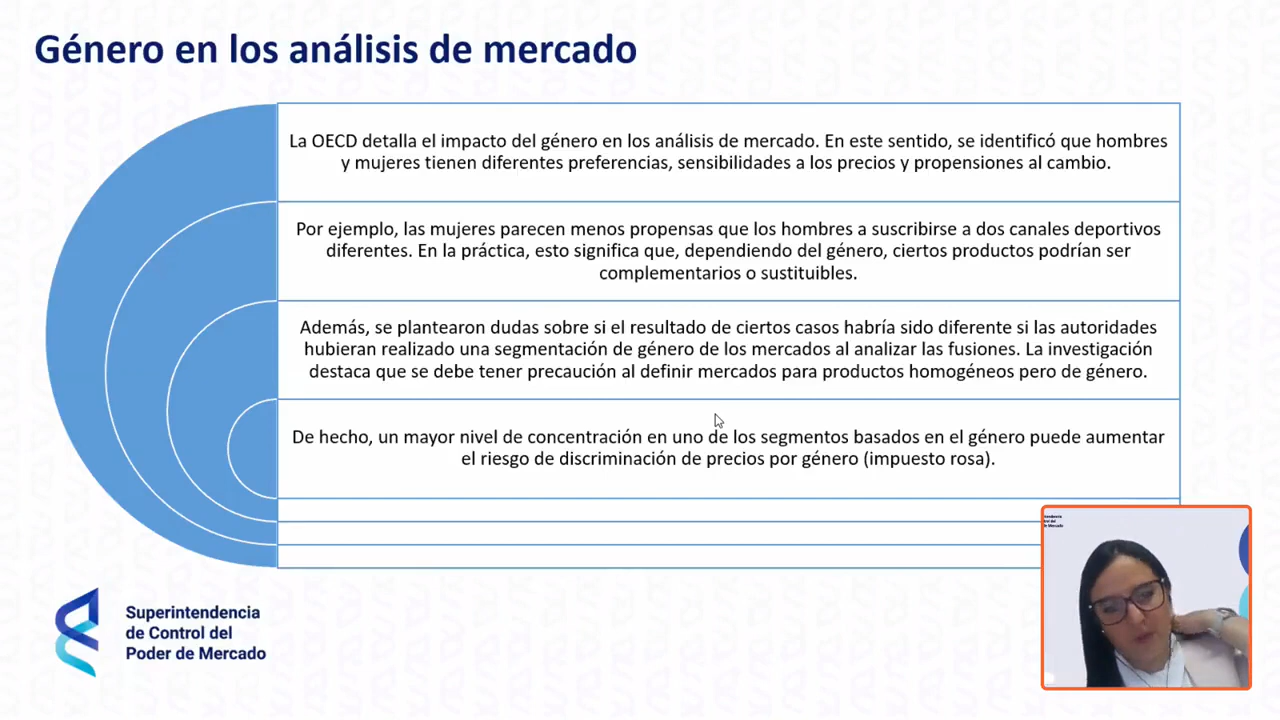 Género en los análisis de mercado
La OECD detalla el impacto del género en los análisis de mercado. En este sentido, se identificó que hombres
y mujeres tienen diferentes preferencias, sensibilidades a los precios y propensiones al cambio.
Por ejemplo, las mujeres parecen menos propensas que los hombres a suscribirse a dos canales deportivos
diferentes. En la práctica, esto significa que, dependiendo del género, ciertos productos podrían ser
complementarios o sustituibles.
Además, se plantearon dudas sobre si el resultado de ciertos casos habría sido diferente si las autoridades
hubieran realizado una segmentación de género de los mercados al analizar las fusiones. La investigación
destaca que se debe tener precaución al definir mercados para productos homogéneos pero de género.
De hecho, un mayor nivel de concentración en uno de los segmentos basados en el género puede aumentar
el riesgo de discriminación de precios por género (impuesto rosa).
Superintendencia
de Control del
Poder de Mercado